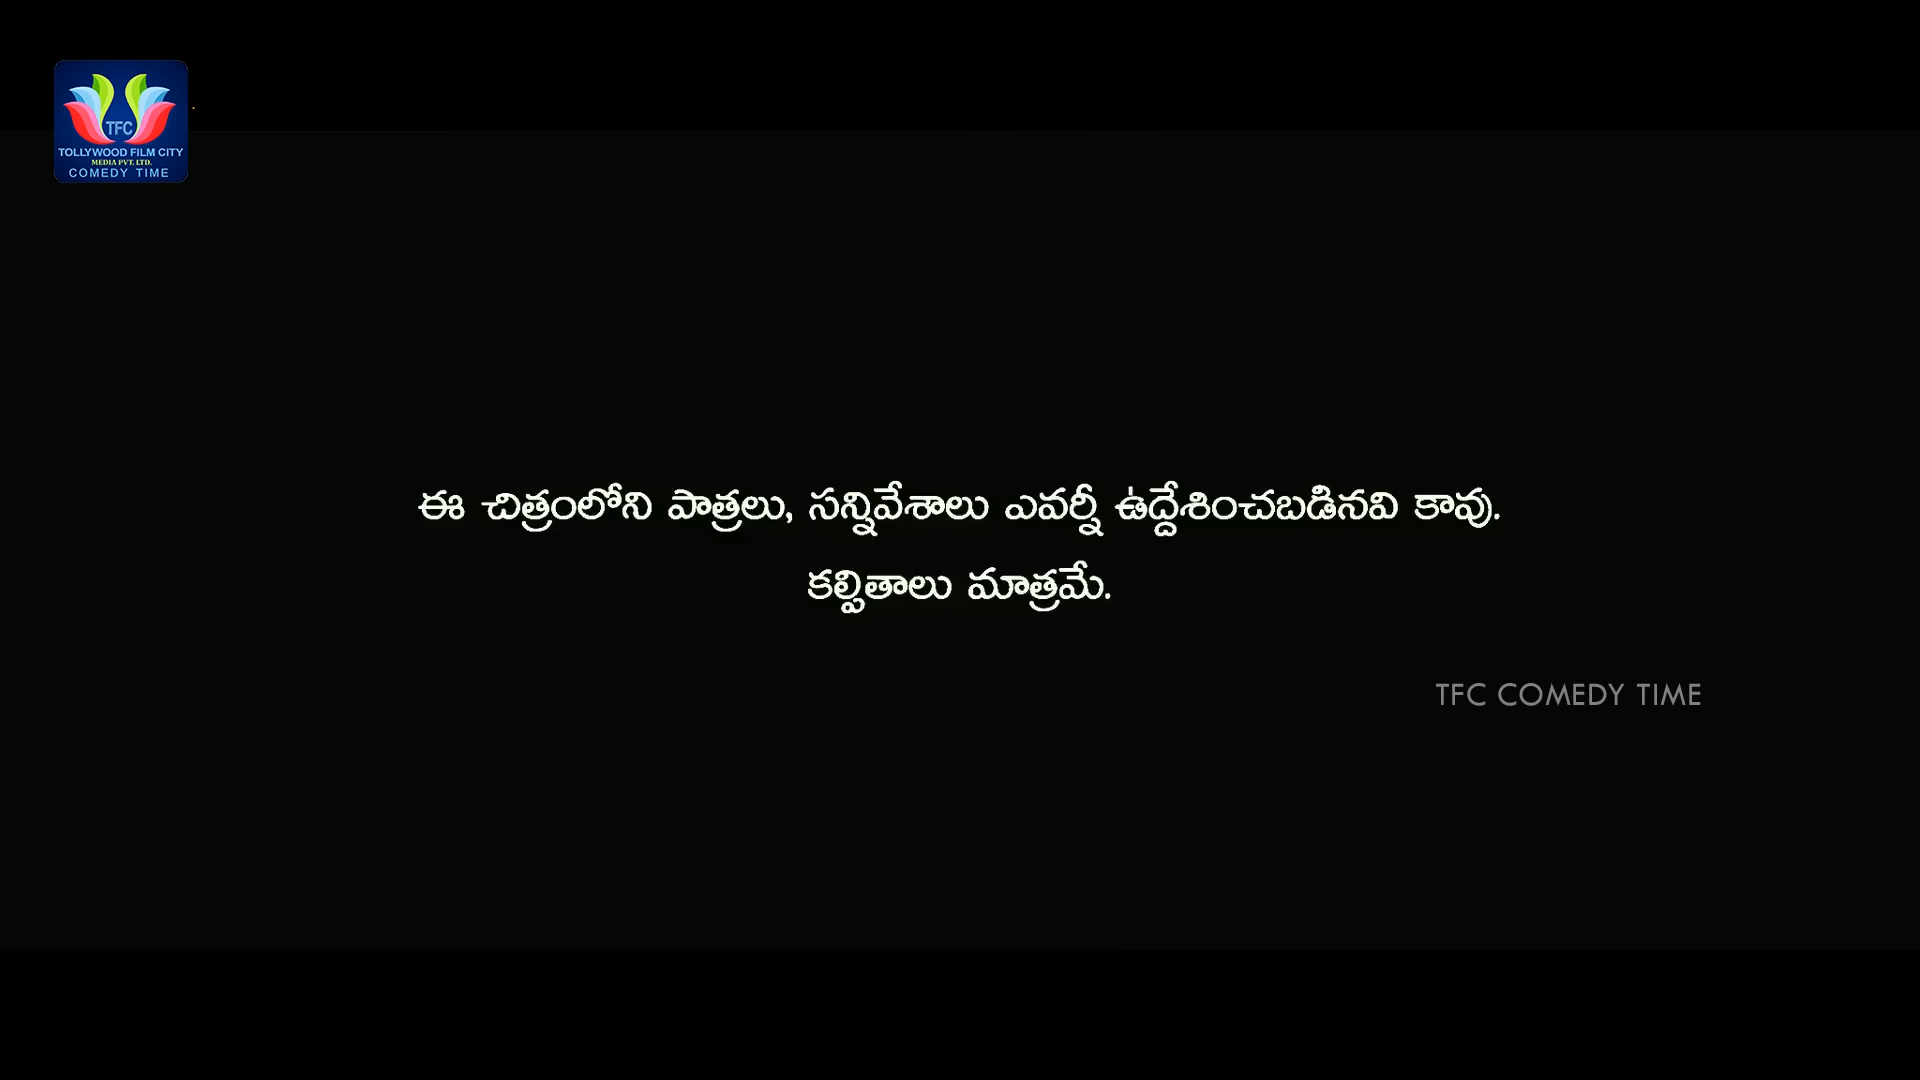 TFC
TOLLYWOOD FILM CITY
MEDIA PVT. LTD.
COMEDY TIME
ఈ చిత్రంలోని పాత్రలు, సన్నివేశాలు ఎవర్నీ ఉద్దేశించబడినవి కావు.
కల్పితాలు మాత్రమే.
TFC COMEDY TIME